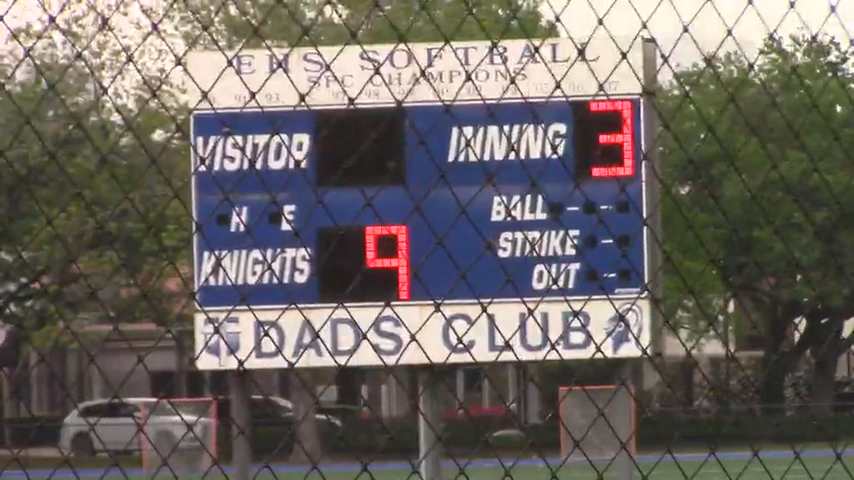 EHS SOFTBALL
SPC CHAMPIONS
VISITOR INNING 3
H E BALL
STRIKE
KNIGHTS 9 OUT
DADS CLUB